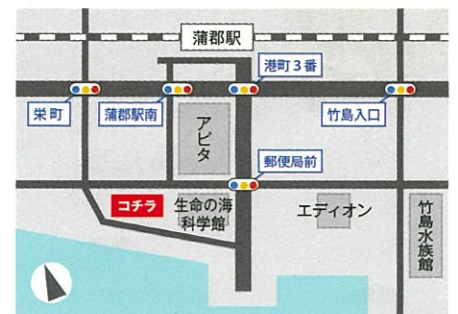 蒲郡駅
港町3番
栄町
蒲郡駅南
竹島入口
アピタ
郵便局前
コチラ
生命の海
科学館
エディオン
竹島水族館